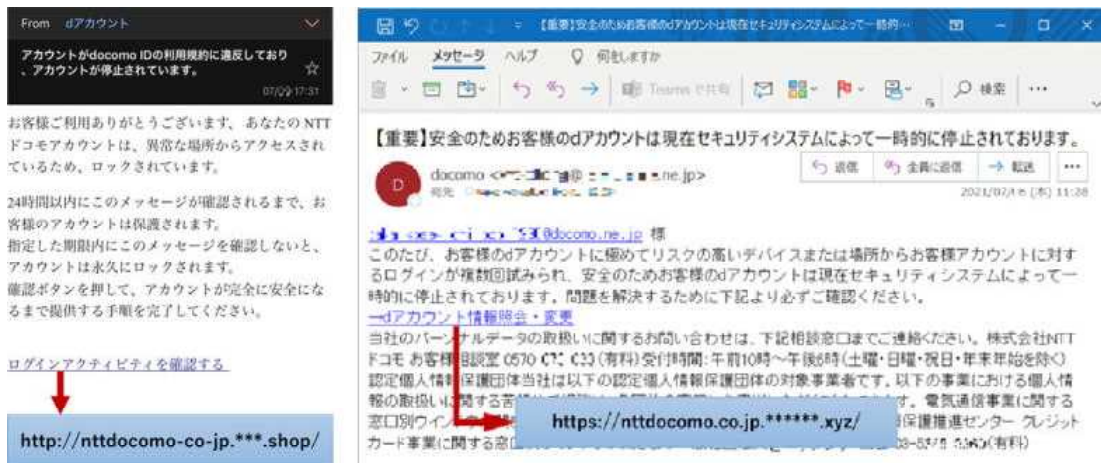 From dアカウント
アカウントがdocomo IDの利用規約に違反しており
、アカウントが停止されています。
07/09 17:31
お客様ご利用ありがとうございます、あなたの NTT
ドコモアカウントは、異常な場所からアクセスされ
ているため、ロックされています。
24時間以内にこのメッセージが確認されるまで、お
客様のアカウントは保護されます。
指定した期限内にこのメッセージを確認しないと、
アカウントは永久にロックされます。
確認ボタンを押して、アカウントが完全に安全にな
るまで提供する手順を完了してください。
ログインアクティビティを確認する
http://nttdocomo-co-jp.***.shop/
【重要】安全のためお客様のdアカウントは現在セキュリティシステムによって一時的…
ファイル メッセージ ヘルプ 何をしますか
Teams で共有 検索 …
【重要】安全のためお客様のdアカウントは現在セキュリティシステムによって一時的に停止されております。
返信 全員に返信 転送 …
D
docomo .ne.jp>
宛先
11:28
@docomo.ne.jp 様
このたび、お客様のdアカウントに極めてリスクの高いデバイスまたは場所からお客様アカウントに対す
るログインが複数回試みられ、安全のためお客様のdアカウントは現在セキュリティシステムによって一
時的に停止されております。問題を解決するために下記より必ずご確認ください。
→dアカウント情報照会・変更
当社のパーソナルデータの取扱いに関するお問い合わせは、下記相談窓口までご連絡ください。株式会社NTT
ドコモ お客様相談室 0570 (有料)受付時間:午前10時～午後6時(土曜・日曜・祝日・年末年始を除く)
認定個人情報保護団体当社は以下の認定個人情報保護団体の対象事業者です。以下の事業における個人情
報の取扱いに関する苦 す。電気通信事業に関する
窓口別ウイン 保護推進センター クレジット
カード事業に関する窓口 (有料)
https://nttdocomo.co.jp.******.xyz/